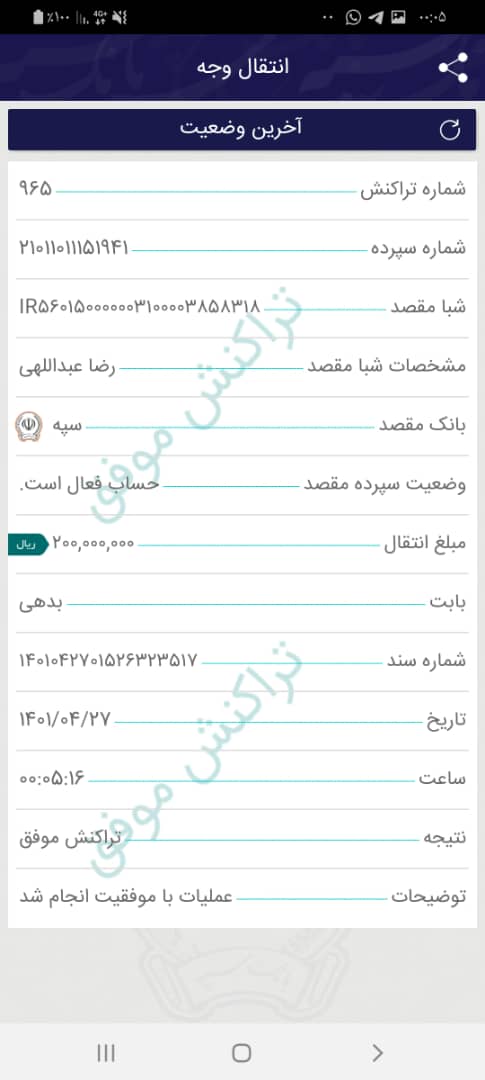 ٪۱۰۰ 4G+ ۰۰:۰۵
انتقال وجه
آخرین وضعیت
شماره تراکنش ۹۶۵
شماره سپرده ۲۱۰۱۱۰۱۱۱۵۱۹۴۱
شبا مقصد IR۵۶۰۱۵۰۰۰۰۰۰۳۱۰۰۰۰۳۸۵۸۳۱۸
مشخصات شبا مقصد رضا عبداللهی
بانک مقصد سپه
وضعیت سپرده مقصد حساب فعال است.
مبلغ انتقال ۲۰۰,۰۰۰,۰۰۰ ریال
بابت بدهی
شماره سند ۱۴۰۱۰۴۲۷۰۱۵۲۶۳۲۳۵۱۷
تاریخ ۱۴۰۱/۰۴/۲۷
ساعت ۰۰:۰۵:۱۶
نتیجه تراکنش موفق
توضیحات عملیات با موفقیت انجام شد
تراکنش موفق
تراکنش موفق